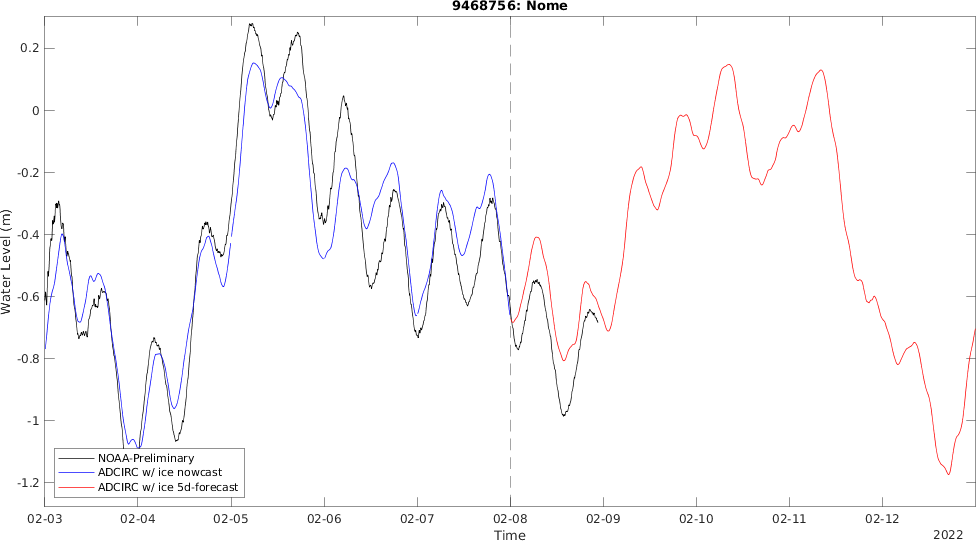 9468756: Nome
Water Level (m)
0.2
0
-0.2
-0.4
-0.6
-0.8
-1
-1.2
NOAA-Preliminary
ADCIRC w/ ice nowcast
ADCIRC w/ ice 5d-forecast
02-03 02-04 02-05 02-06 02-07 02-08 02-09 02-10 02-11 02-12
Time
2022